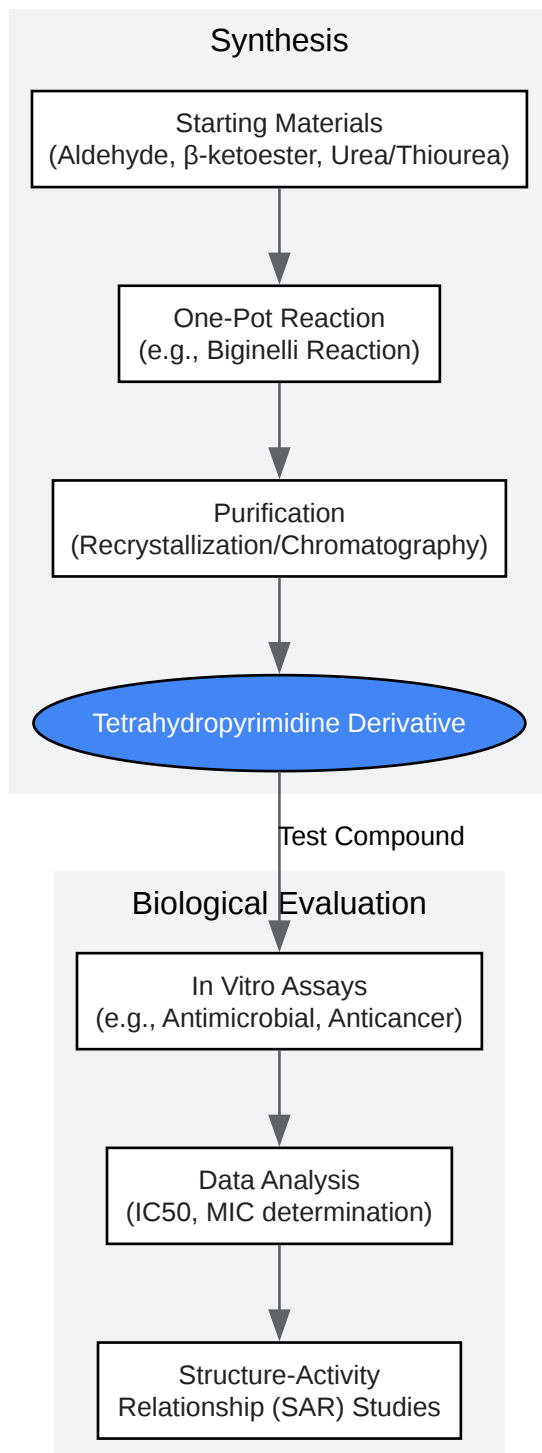 Synthesis
Starting Materials
(Aldehyde, β-ketoester, Urea/Thiourea)
One-Pot Reaction
(e.g., Biginelli Reaction)
Purification
(Recrystallization/Chromatography)
Tetrahydropyrimidine Derivative
Test Compound
Biological Evaluation
In Vitro Assays
(e.g., Antimicrobial, Anticancer)
Data Analysis
(IC50, MIC determination)
Structure-Activity
Relationship (SAR) Studies